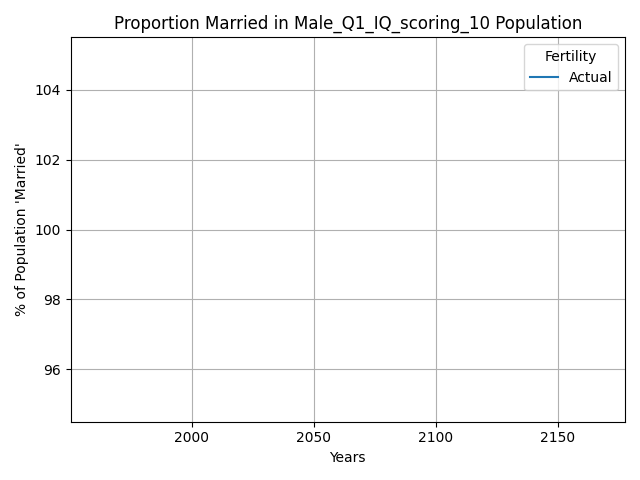 Proportion Married in Male_Q1_IQ_scoring_10 Population
Fertility
Actual
104
102
100
98
96
% of Population 'Married'
2000
2050
2100
2150
Years